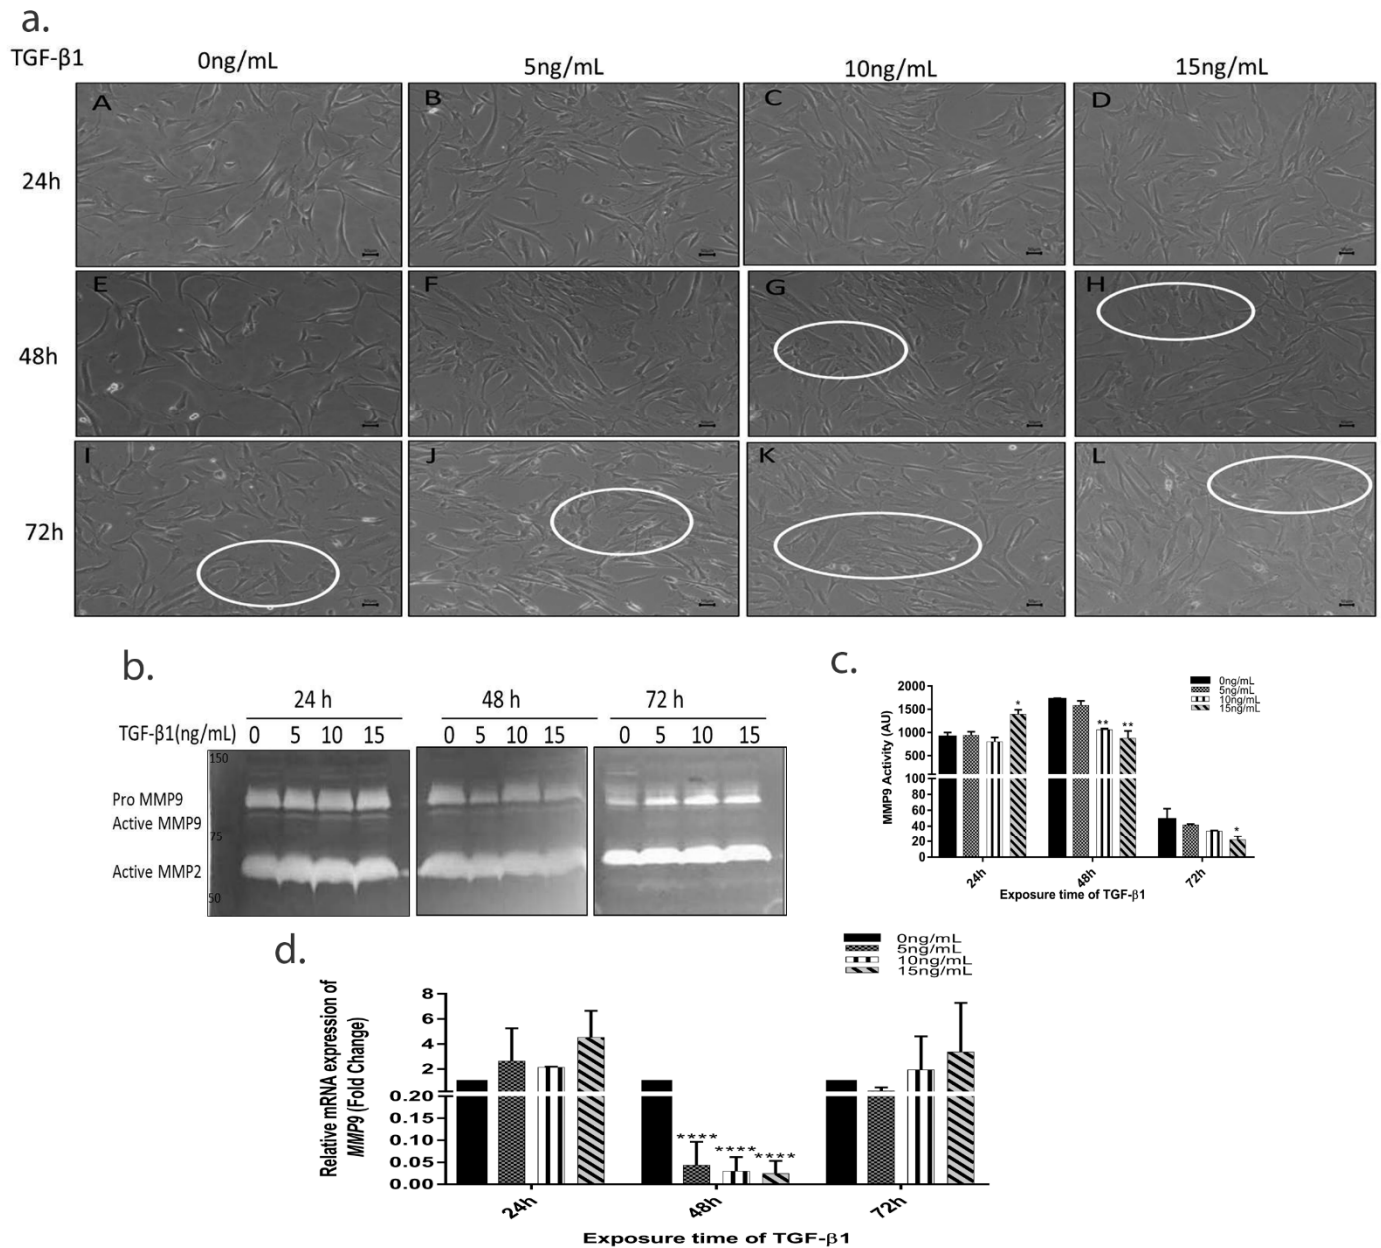 a.
TGF-β1
0ng/mL
5ng/mL
10ng/mL
15ng/mL
24h
A
B
C
D
48h
E
F
G
H
72h
I
J
K
L
b.
24 h
48 h
72 h
TGF-β1(ng/mL)
0
5
10
15
0
5
10
15
0
5
10
15
150
Pro MMP9
Active MMP9
75
Active MMP2
50
c.
0ng/mL
5ng/mL
10ng/mL
15ng/mL
MMP9 Activity (AU)
2000
1500
1000
500
100
80
60
40
20
0
*
**
**
*
24h
48h
72h
Exposure time of TGF-β1
d.
0ng/mL
5ng/mL
10ng/mL
15ng/mL
Relative mRNA expression of
MMP9 (Fold Change)
8
6
4
2
0.20
0.15
0.10
0.05
0.00
****
****
****
24h
48h
72h
Exposure time of TGF-β1